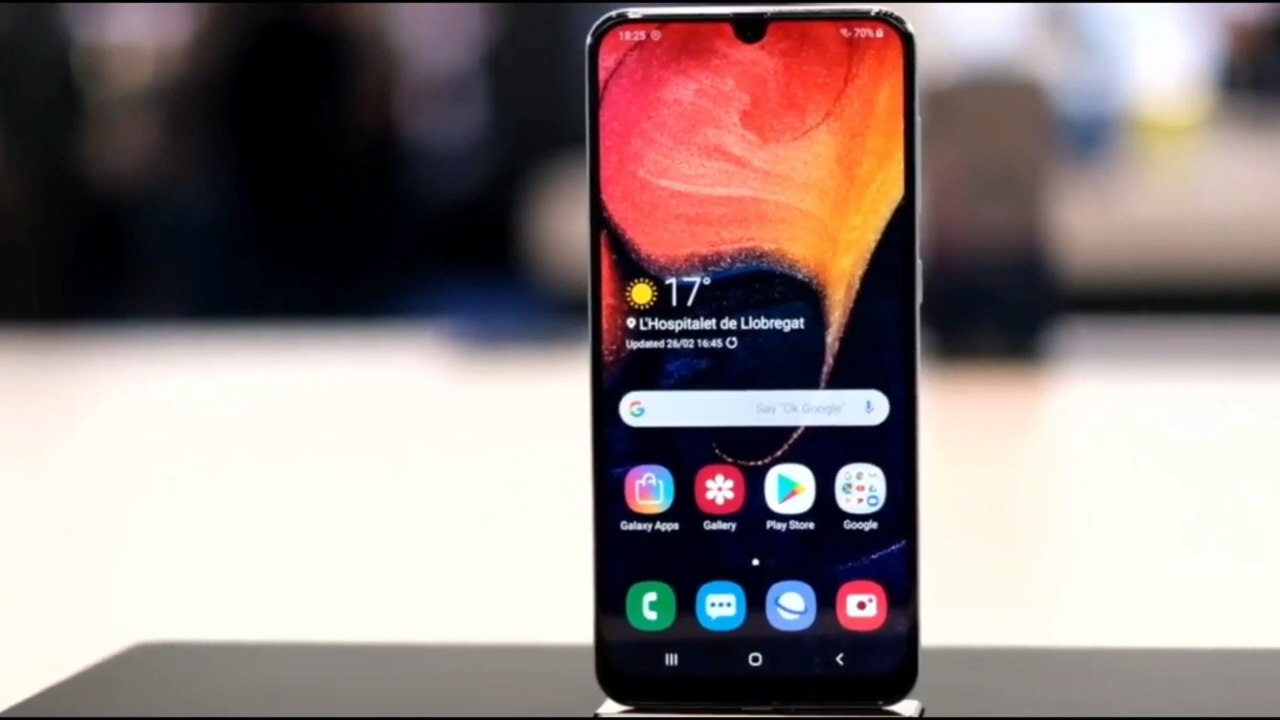 18:25 70%
17°
L'Hospitalet de Llobregat
Updated 26/02 16:45
G Say "Ok Google"
Galaxy Apps Gallery Play Store Google